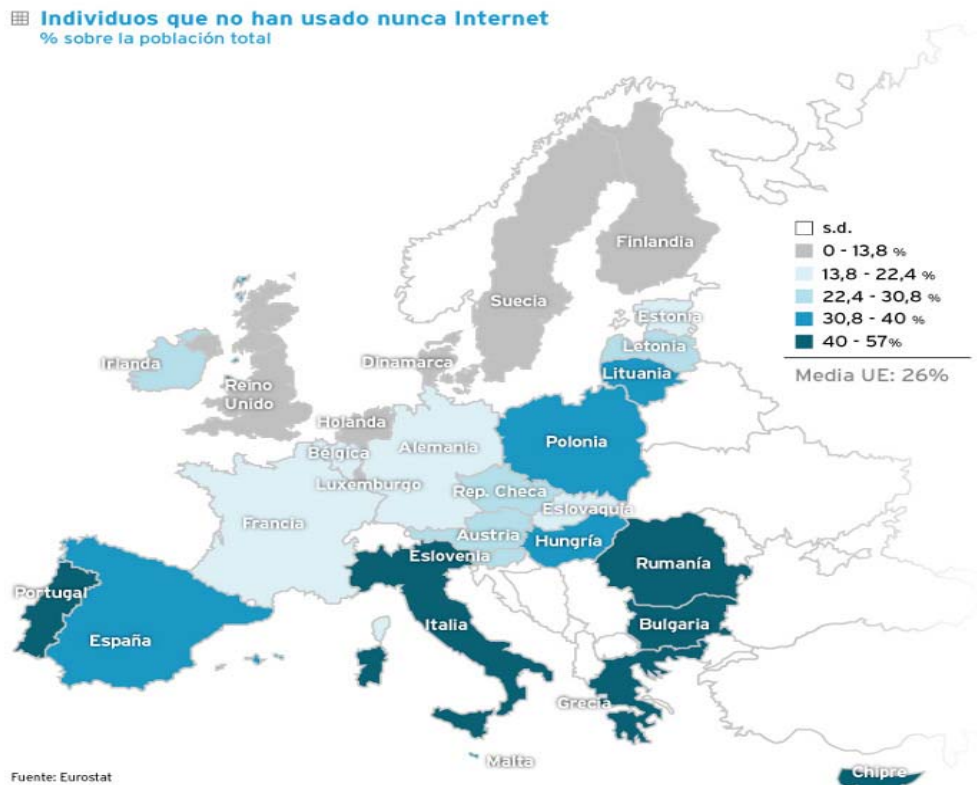 Individuos que no han usado nunca Internet
% sobre la población total
Finlandia
Suecia
Estonia
Letonia
Irlanda
Dinamarca
Lituania
Reino
Unido
Holanda
Polonia
Bélgica
Alemania
Luxemburgo
Rep. Checa
Eslovaquia
Francia
Austria
Hungría
Eslovenia
Rumanía
Portugal
Italia
Bulgaria
España
Grecia
Malta
Chipre
s.d.
0 - 13,8 %
13,8 - 22,4 %
22,4 - 30,8 %
30,8 - 40 %
40 - 57%
Media UE: 26%
Fuente: Eurostat